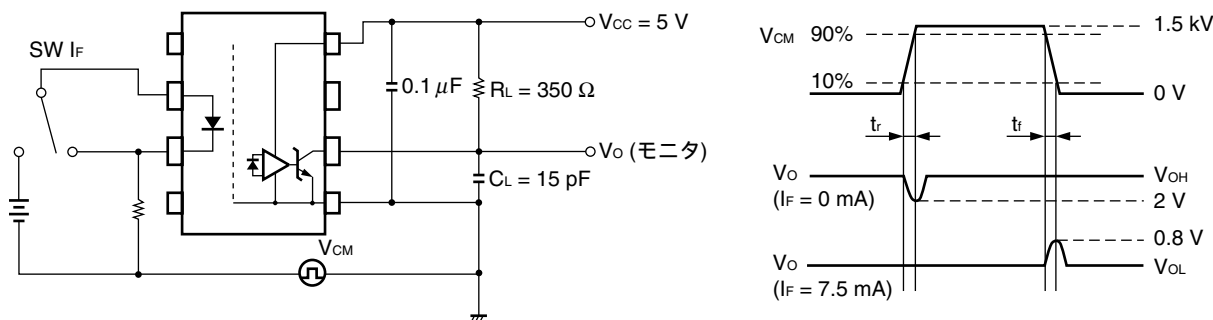 SW IF
VCC = 5 V
0.1 μF
RL = 350 Ω
VO (モニタ)
CL = 15 pF
VCM
VCM
90%
10%
1.5 kV
0 V
tr
tf
VO
(IF = 0 mA)
VOH
2 V
0.8 V
VO
(IF = 7.5 mA)
VOL